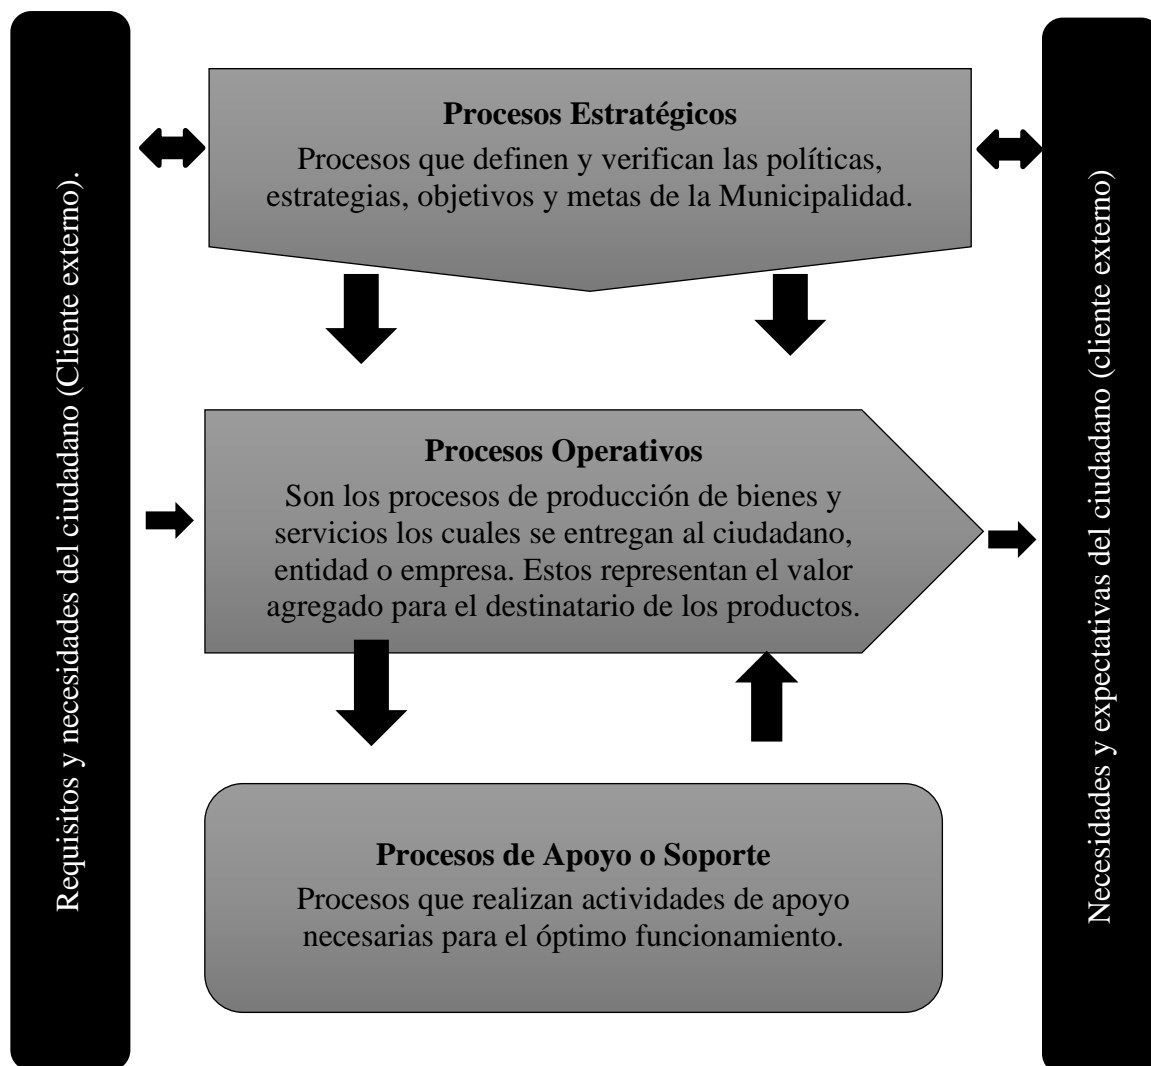 Requisitos y necesidades del ciudadano (Cliente externo).
Procesos Estratégicos
Procesos que definen y verifican las políticas,
estrategias, objetivos y metas de la Municipalidad.
Procesos Operativos
Son los procesos de producción de bienes y
servicios los cuales se entregan al ciudadano,
entidad o empresa. Estos representan el valor
agregado para el destinatario de los productos.
Procesos de Apoyo o Soporte
Procesos que realizan actividades de apoyo
necesarias para el óptimo funcionamiento.
Necesidades y expectativas del ciudadano (cliente externo)